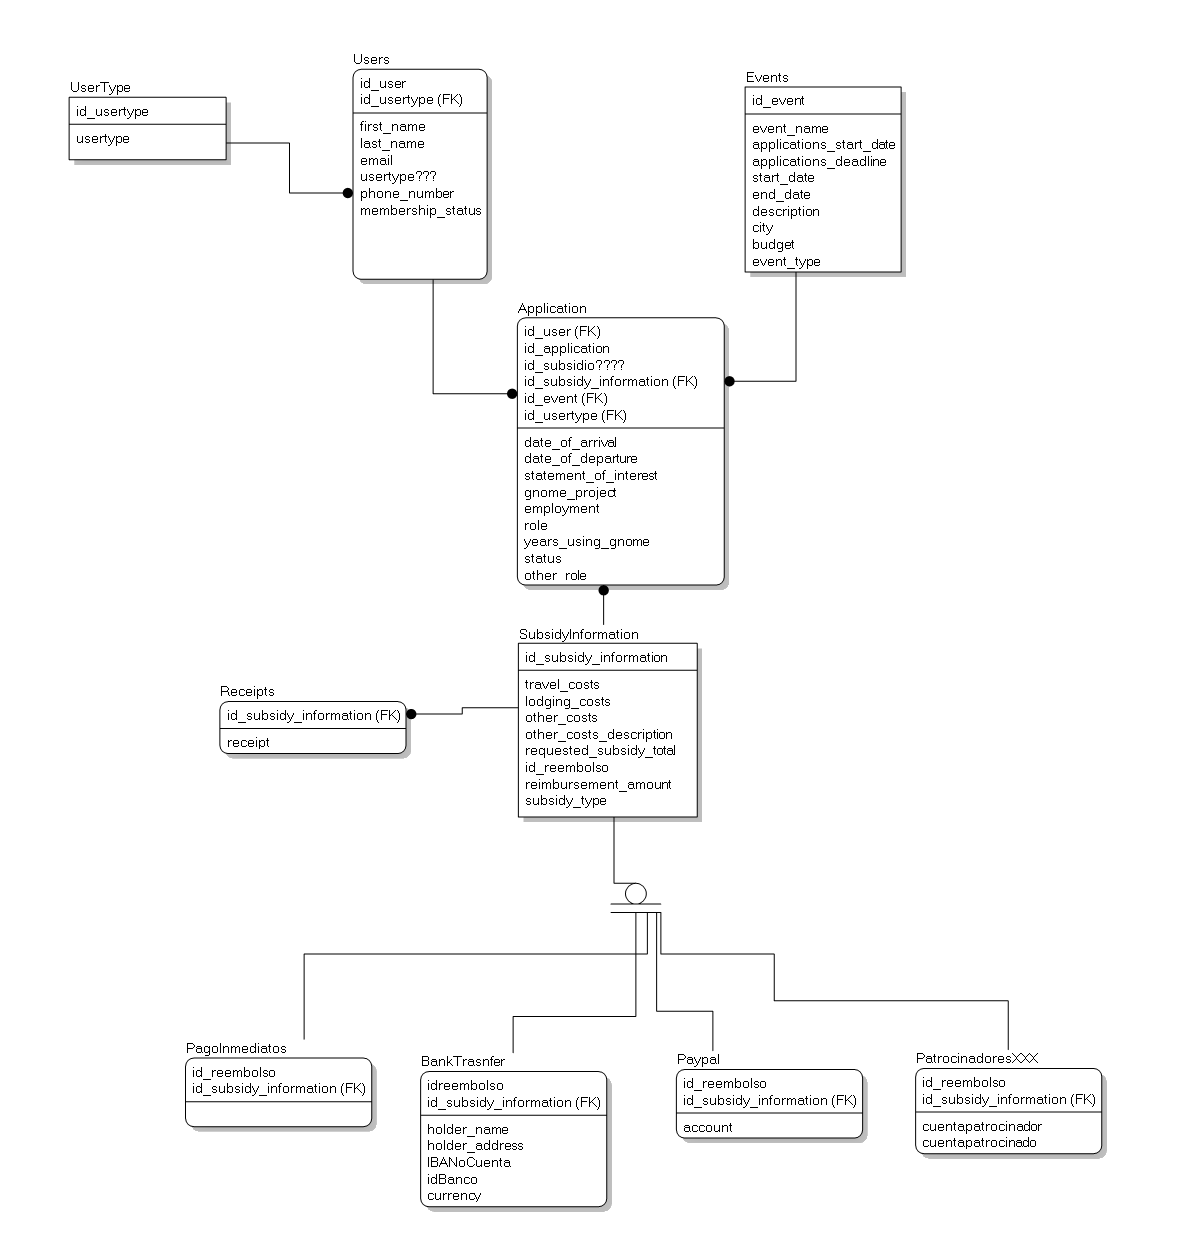 Users
id_user
id_usertype (FK)
first_name
last_name
email
usertype???
phone_number
membership_status
UserType
id_usertype
usertype
Events
id_event
event_name
applications_start_date
applications_deadline
start_date
end_date
description
city
budget
event_type
Application
id_user (FK)
id_application
id_subsidio????
id_subsidy_information (FK)
id_event (FK)
id_usertype (FK)
date_of_arrival
date_of_departure
statement_of_interest
gnome_project
employment
role
years_using_gnome
status
other_role
SubsidyInformation
id_subsidy_information
travel_costs
lodging_costs
other_costs
other_costs_description
requested_subsidy_total
id_reembolso
reimbursement_amount
subsidy_type
Receipts
id_subsidy_information (FK)
receipt
PagoInmediatos
id_reembolso
id_subsidy_information (FK)
BankTrasnfer
idreembolso
id_subsidy_information (FK)
holder_name
holder_address
IBANoCuenta
idBanco
currency
Paypal
id_reembolso
id_subsidy_information (FK)
account
PatrocinadoresXXX
id_reembolso
id_subsidy_information (FK)
cuentapatrocinador
cuentapatrocinado